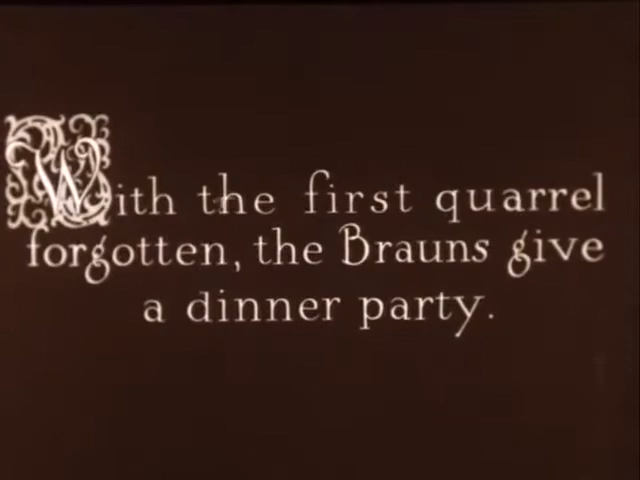 With the first quarrel
forgotten, the Brauns give
a dinner party.